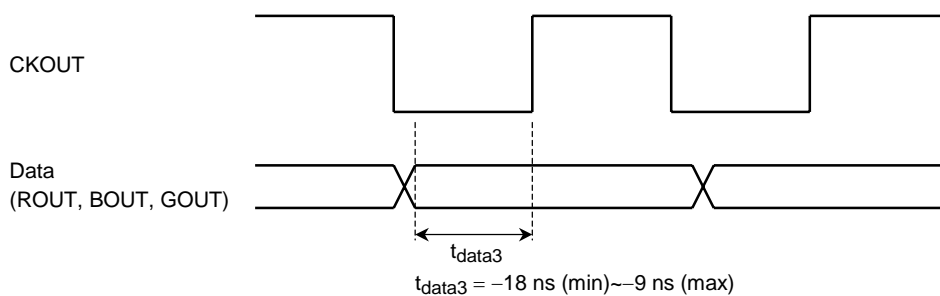 CKOUT
Data
(ROUT, BOUT, GOUT)
tdata3
tdata3 = −18 ns (min)~−9 ns (max)